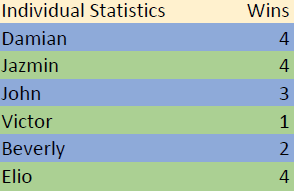 Individual Statistics Wins
Damian 4
Jazmin 4
John 3
Victor 1
Beverly 2
Elio 4